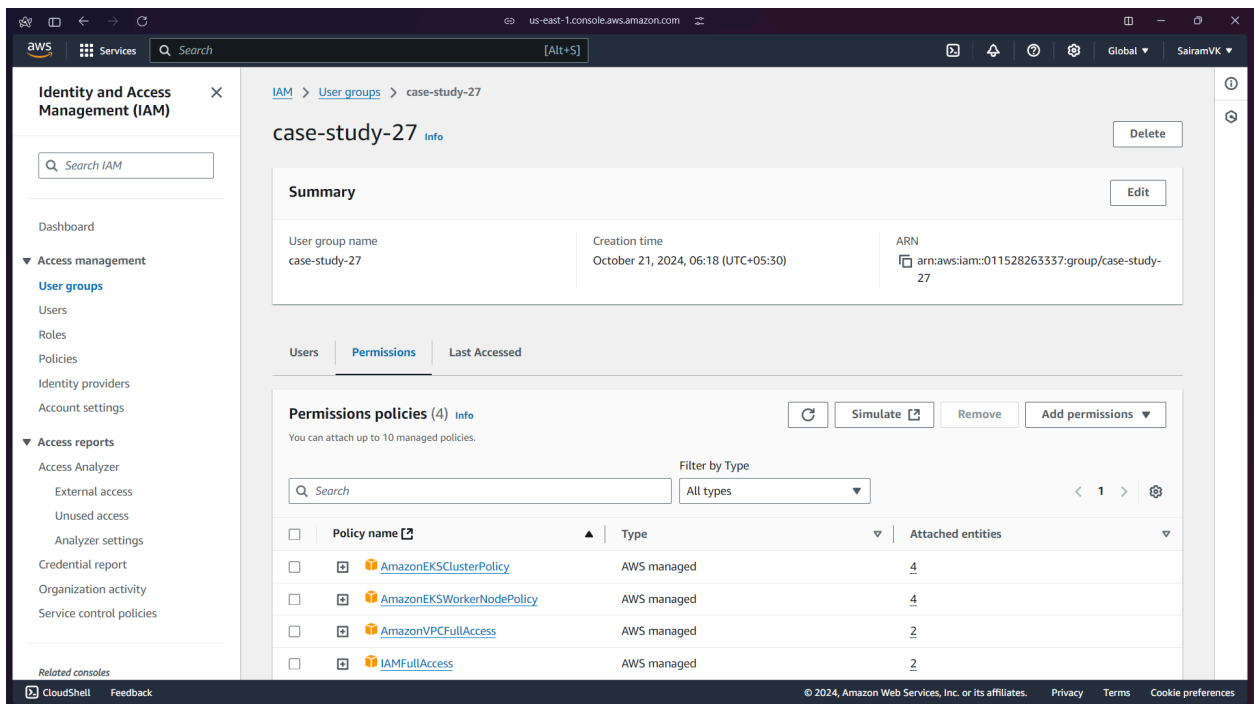 us-east-1.console.aws.amazon.com
aws Services Search [Alt+S] Global ▼ SairamVK ▼
Identity and Access Management (IAM)
Search IAM
Dashboard
Access management
User groups
Users
Roles
Policies
Identity providers
Account settings
Access reports
Access Analyzer
External access
Unused access
Analyzer settings
Credential report
Organization activity
Service control policies
Related consoles
IAM > User groups > case-study-27
case-study-27 Info
Delete
Summary
Edit
User group name
case-study-27
Creation time
October 21, 2024, 06:18 (UTC+05:30)
ARN
arn:aws:iam::011528263337:group/case-study-
27
Users Permissions Last Accessed
Permissions policies (4) Info
You can attach up to 10 managed policies.
Simulate Remove Add permissions ▼
Filter by Type
Search All types < 1 >
Policy name Type Attached entities
AmazonEKSClusterPolicy AWS managed 4
AmazonEKSWorkerNodePolicy AWS managed 4
AmazonVPCFullAccess AWS managed 2
IAMFullAccess AWS managed 2
CloudShell Feedback © 2024, Amazon Web Services, Inc. or its affiliates. Privacy Terms Cookie preferences